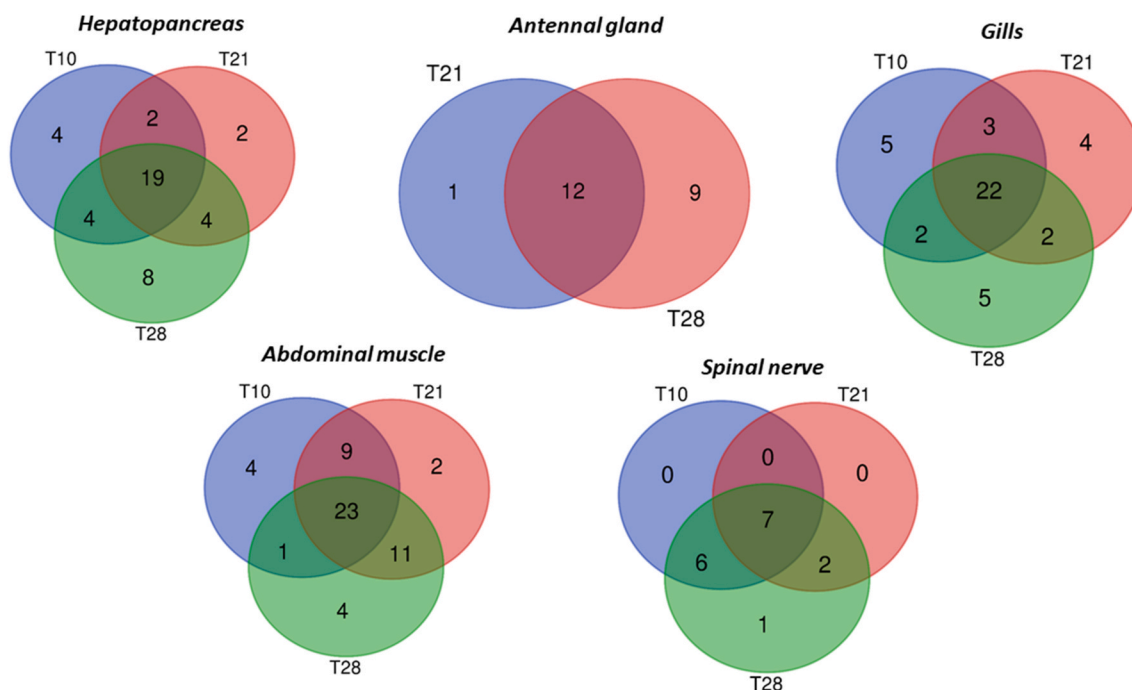 Hepatopancreas
T10
T21
4
2
2
19
4
4
8
T28
Antennal gland
T21
1
12
9
T28
Gills
T10
T21
5
3
4
22
2
2
5
T28
Abdominal muscle
T10
T21
4
9
2
23
1
11
4
T28
Spinal nerve
T10
T21
0
0
0
7
6
2
1
T28